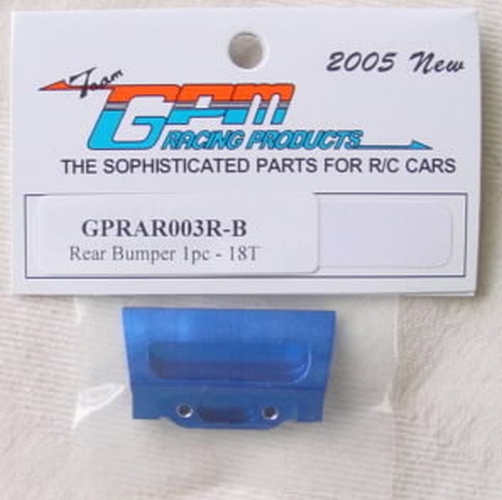 2005 New
Team
GPM
RACING PRODUCTS
THE SOPHISTICATED PARTS FOR R/C CARS
GPRAR003R-B
Rear Bumper 1pc - 18T